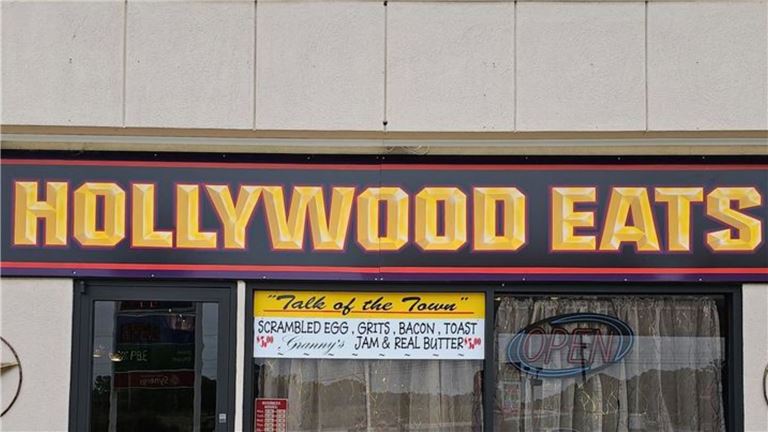 HOLLYWOOD EATS
"Talk of the Town"
SCRAMBLED EGG, GRITS, BACON, TOAST
Granny's JAM & REAL BUTTER
OPEN